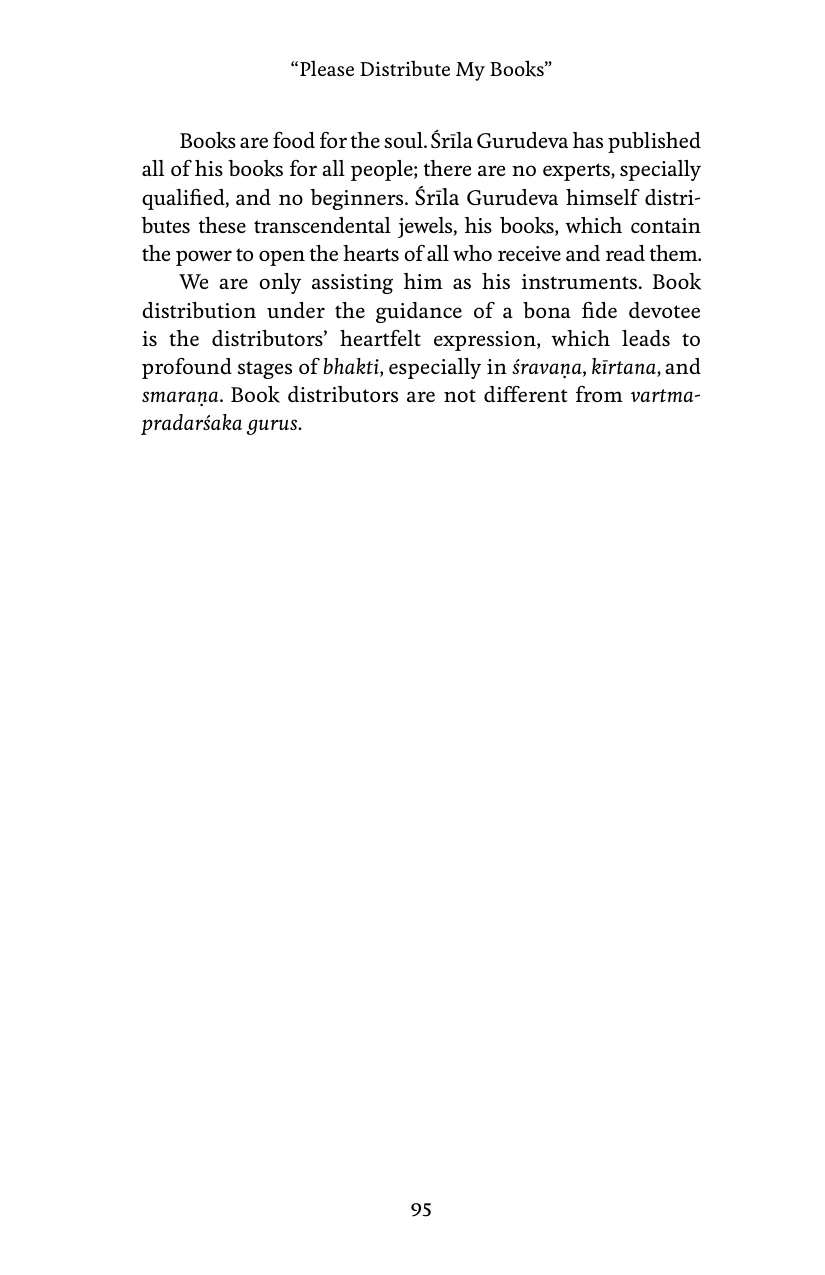 “Please Distribute My Books”
Books are food for the soul. Śrīla Gurudeva has published
all of his books for all people; there are no experts, specially
qualified, and no beginners. Śrīla Gurudeva himself distri-
butes these transcendental jewels, his books, which contain
the power to open the hearts of all who receive and read them.
We are only assisting him as his instruments. Book
distribution under the guidance of a bona fide devotee
is the distributors’ heartfelt expression, which leads to
profound stages of bhakti, especially in śravaṇa, kīrtana, and
smaraṇa. Book distributors are not different from vartma-
pradarśaka gurus.
95